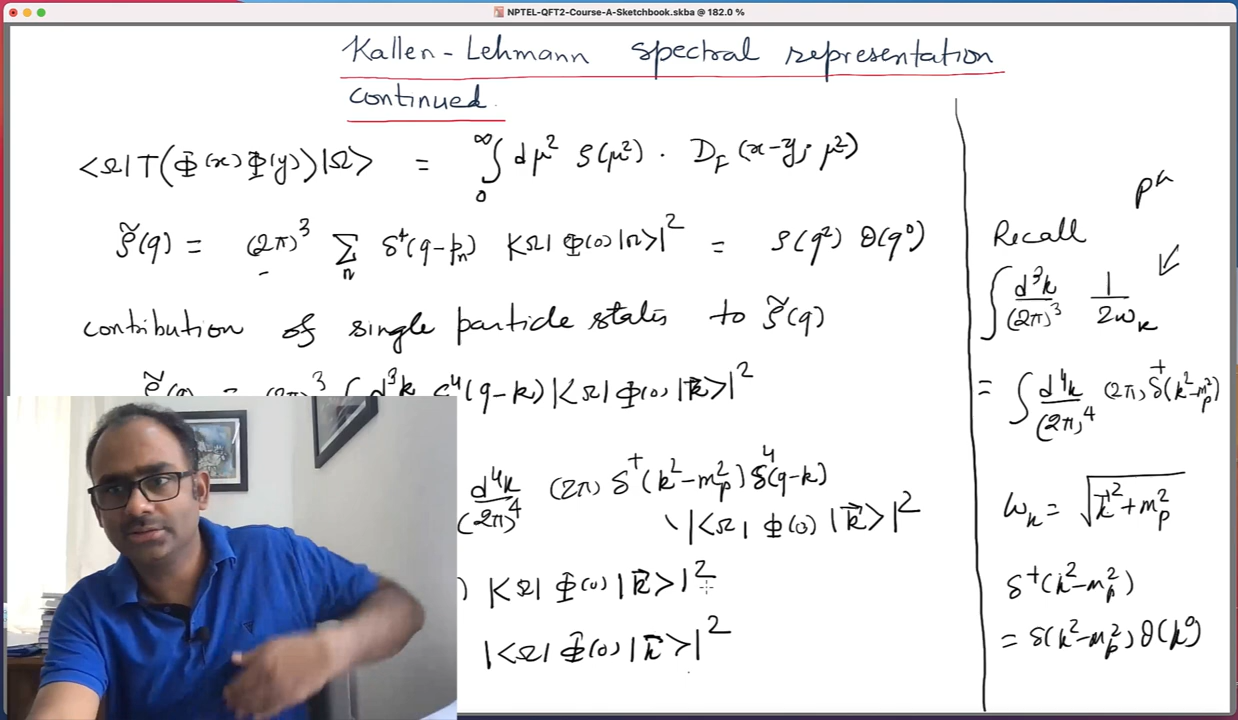 NPTEL-QFT2-Course-A-Sketchbook.skba @ 182.0 %
Kallen-Lehmann spectral representation
continued.
<Ω|T(Φ(x)Φ(y))|Ω> = ∫₀^∞ dμ² ρ(μ²) · D_F(x-y; μ²)
ρ̃(q) = (2π)³ Σ_n δ⁴(q-p_n) |<Ω|Φ(0)|n>|² = ρ(q²) θ(q⁰)
contribution of single particle states to ρ̃(q)
|<Ω|Φ(0)|k⃗>|²
d⁴k/(2π)⁴ (2π) δ⁺(k²-m_p²) δ⁴(q-k)
|<Ω|Φ(0)|k⃗>|²
) |<Ω|Φ(0)|k⃗>|²
|<Ω|Φ(0)|k⃗>|²
p^μ
Recall
∫ d³k/(2π)³ 1/2ω_k
= ∫ d⁴k/(2π)⁴ (2π) δ⁺(k²-m_p²)
ω_k = √(k⃗²+m_p²)
δ⁺(k²-m_p²)
= δ(k²-m_p²) θ(k⁰)